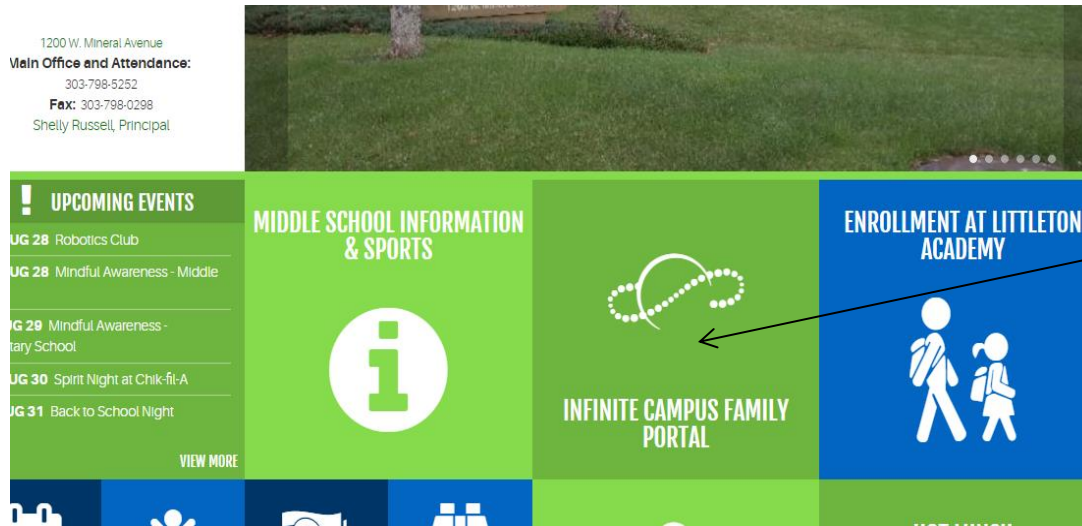 1200 W. Mineral Avenue
Main Office and Attendance:
303-798-5252
Fax: 303-798-0298
Shelly Russell, Principal
! UPCOMING EVENTS
UG 28 Robotics Club
UG 28 Mindful Awareness - Middle
UG 29 Mindful Awareness -
tary School
UG 30 Spirit Night at Chik-fil-A
UG 31 Back to School Night
VIEW MORE
MIDDLE SCHOOL INFORMATION
& SPORTS
i
INFINITE CAMPUS FAMILY
PORTAL
ENROLLMENT AT LITTLETON
ACADEMY
HOT LUNCH